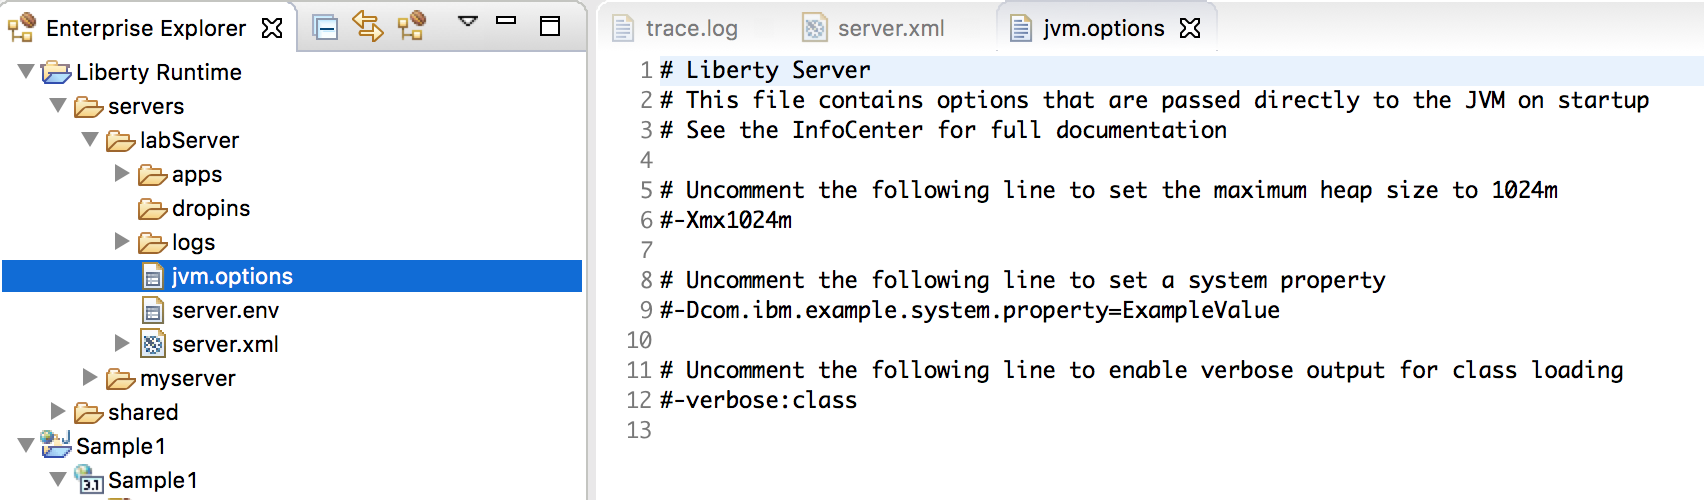 Enterprise Explorer
Liberty Runtime
servers
labServer
apps
dropins
logs
jvm.options
server.env
server.xml
myserver
shared
Sample1
3.1 Sample1
trace.log server.xml jvm.options
1 # Liberty Server
2 # This file contains options that are passed directly to the JVM on startup
3 # See the InfoCenter for full documentation
4
5 # Uncomment the following line to set the maximum heap size to 1024m
6 #-Xmx1024m
7
8 # Uncomment the following line to set a system property
9 #-Dcom.ibm.example.system.property=ExampleValue
10
11 # Uncomment the following line to enable verbose output for class loading
12 #-verbose:class
13